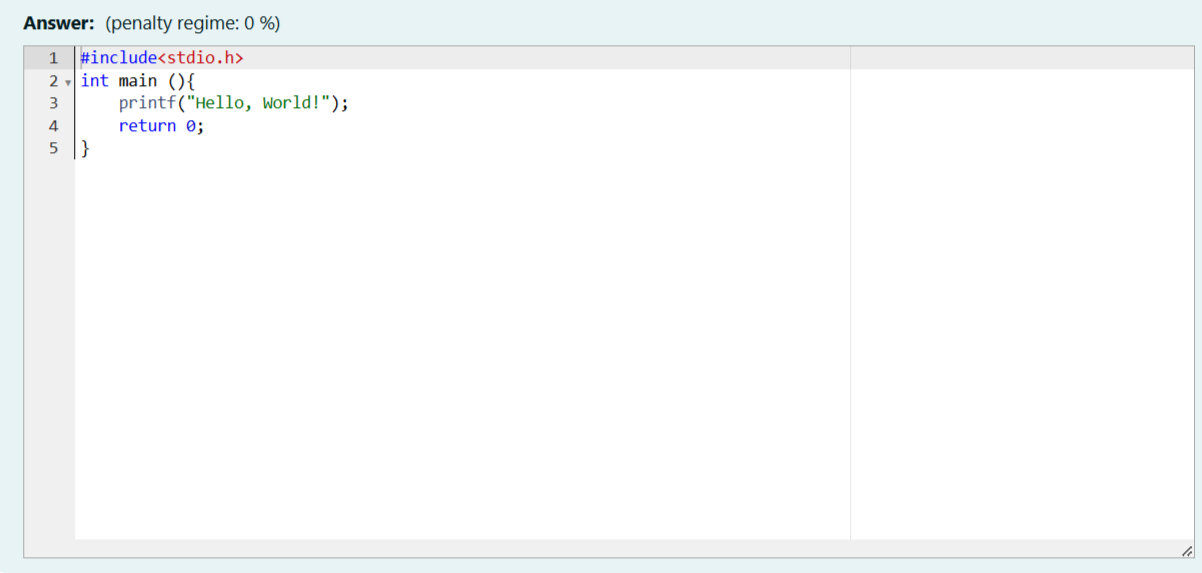 Answer: (penalty regime: 0 %)
1 #include<stdio.h>
2 int main (){
3     printf("Hello, World!");
4     return 0;
5 }